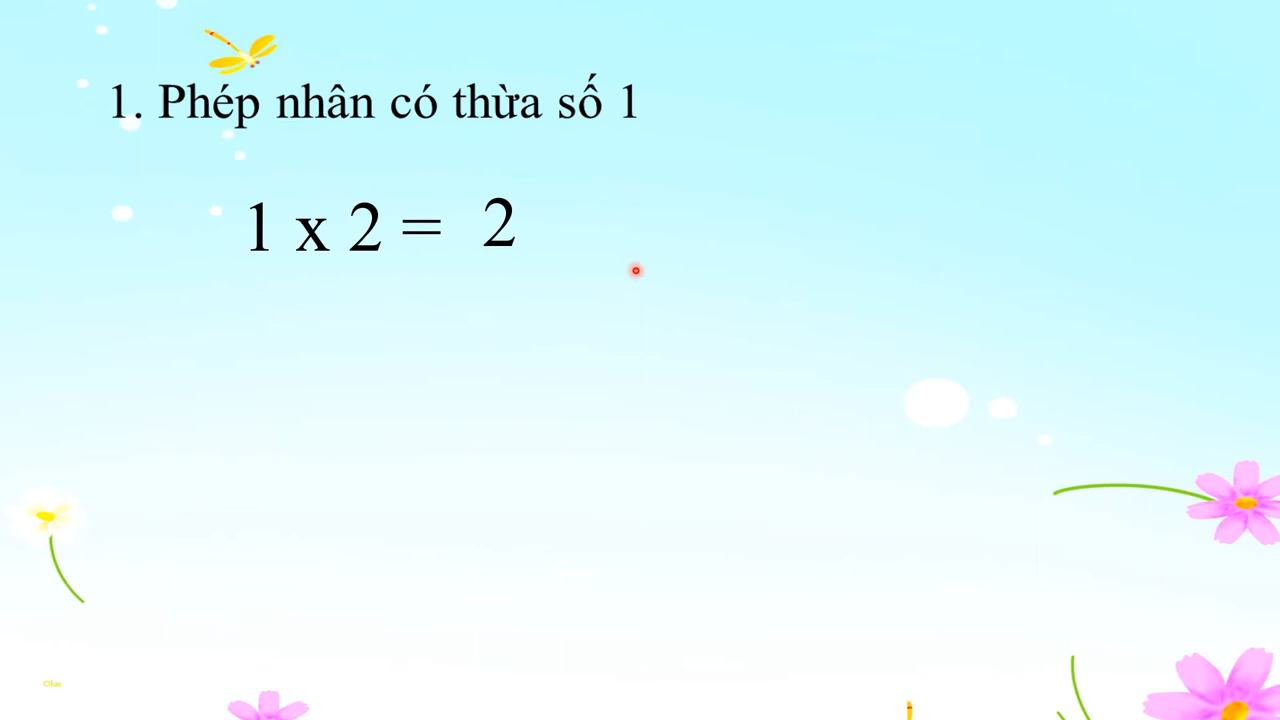 1. Phép nhân có thừa số 1
1 x 2 = 2